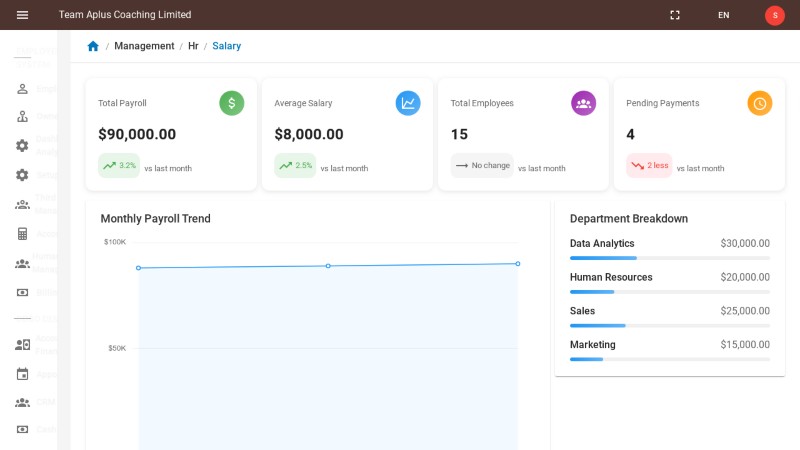 Team Aplus Coaching Limited
EN
S
/ Management / Hr / Salary
Total Payroll
$90,000.00
3.2% vs last month
Average Salary
$8,000.00
2.5% vs last month
Total Employees
15
No change vs last month
Pending Payments
4
2 less vs last month
Monthly Payroll Trend
$100K
$50K
Department Breakdown
Data Analytics $30,000.00
Human Resources $20,000.00
Sales $25,000.00
Marketing $15,000.00